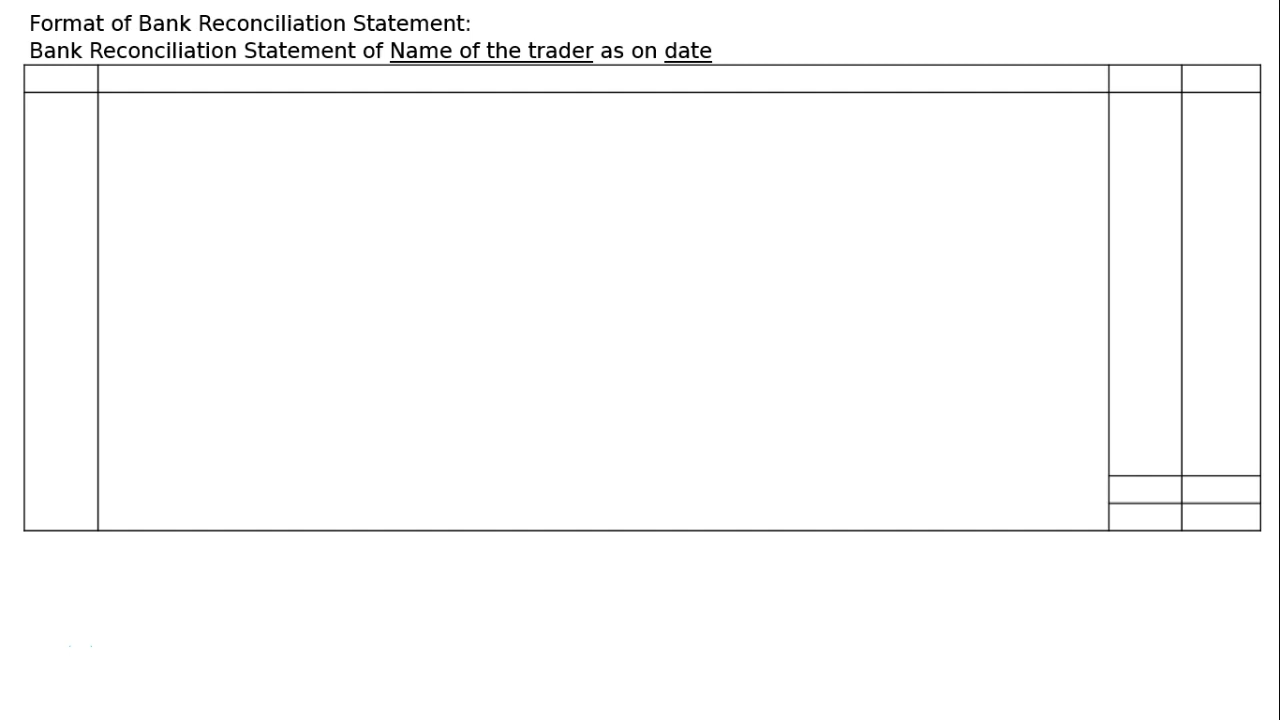 Format of Bank Reconciliation Statement:
Bank Reconciliation Statement of Name of the trader as on date